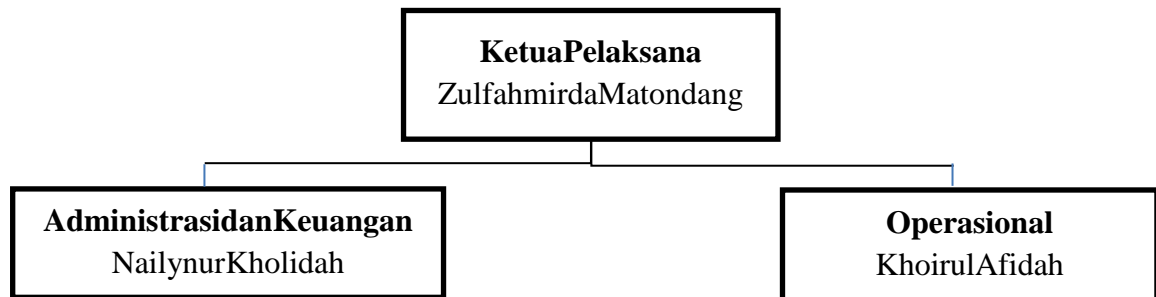 KetuaPelaksana
ZulfahmirdaMatondang
AdministrasidanKeuangan
NailynurKholidah
Operasional
KhoirulAfidah